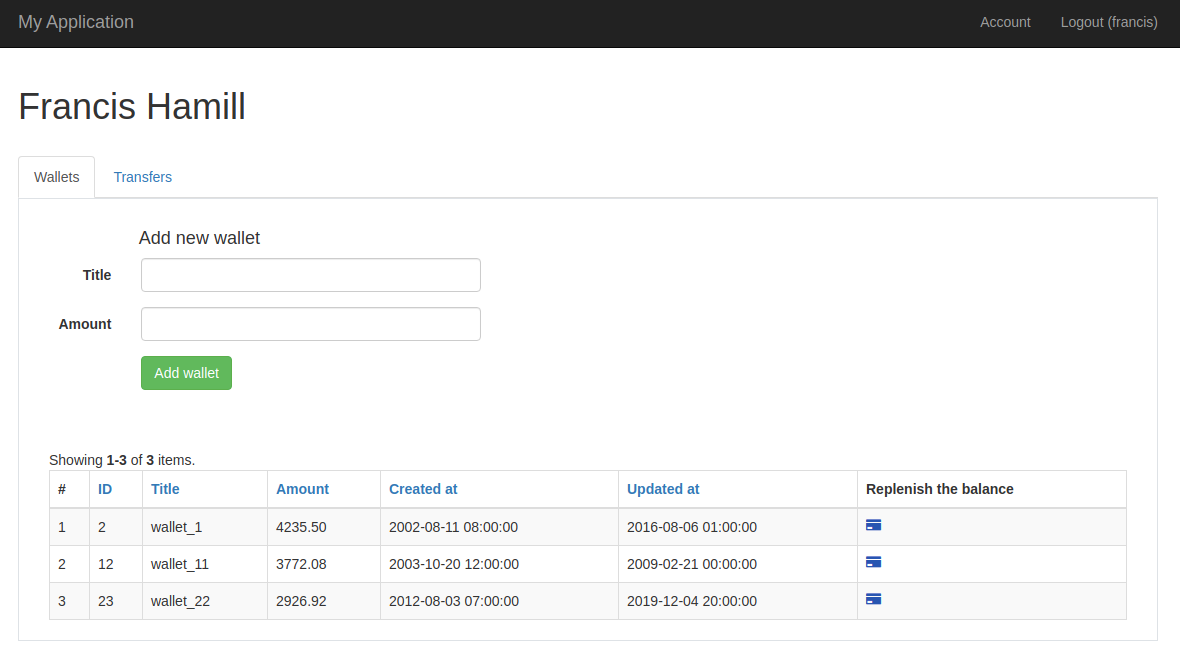 My Application Account Logout (francis)
Francis Hamill
Wallets Transfers
Add new wallet
Title
Amount
Add wallet
Showing 1-3 of 3 items.
# ID Title Amount Created at Updated at Replenish the balance
1 2 wallet_1 4235.50 2002-08-11 08:00:00 2016-08-06 01:00:00
2 12 wallet_11 3772.08 2003-10-20 12:00:00 2009-02-21 00:00:00
3 23 wallet_22 2926.92 2012-08-03 07:00:00 2019-12-04 20:00:00